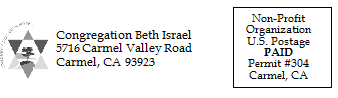 Congregation Beth Israel
5716 Carmel Valley Road
Carmel, CA 93923
Non-Profit
Organization
U.S. Postage
PAID
Permit #304
Carmel, CA